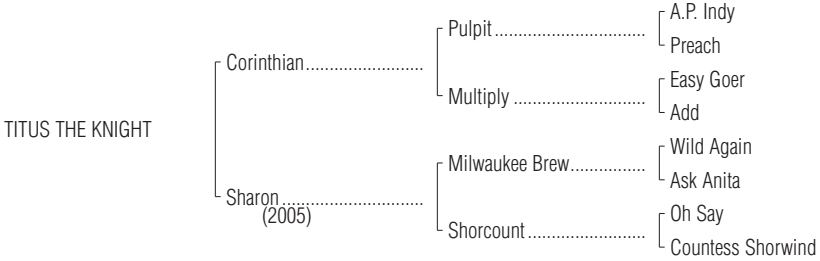 A.P. Indy
Pulpit..................................
Preach
Corinthian..........................
Easy Goer
Multiply ..............................
Add
TITUS THE KNIGHT
Wild Again
Milwaukee Brew.................
Ask Anita
Sharon ................................
(2005)
Oh Say
Shorcount ...........................
Countess Shorwind